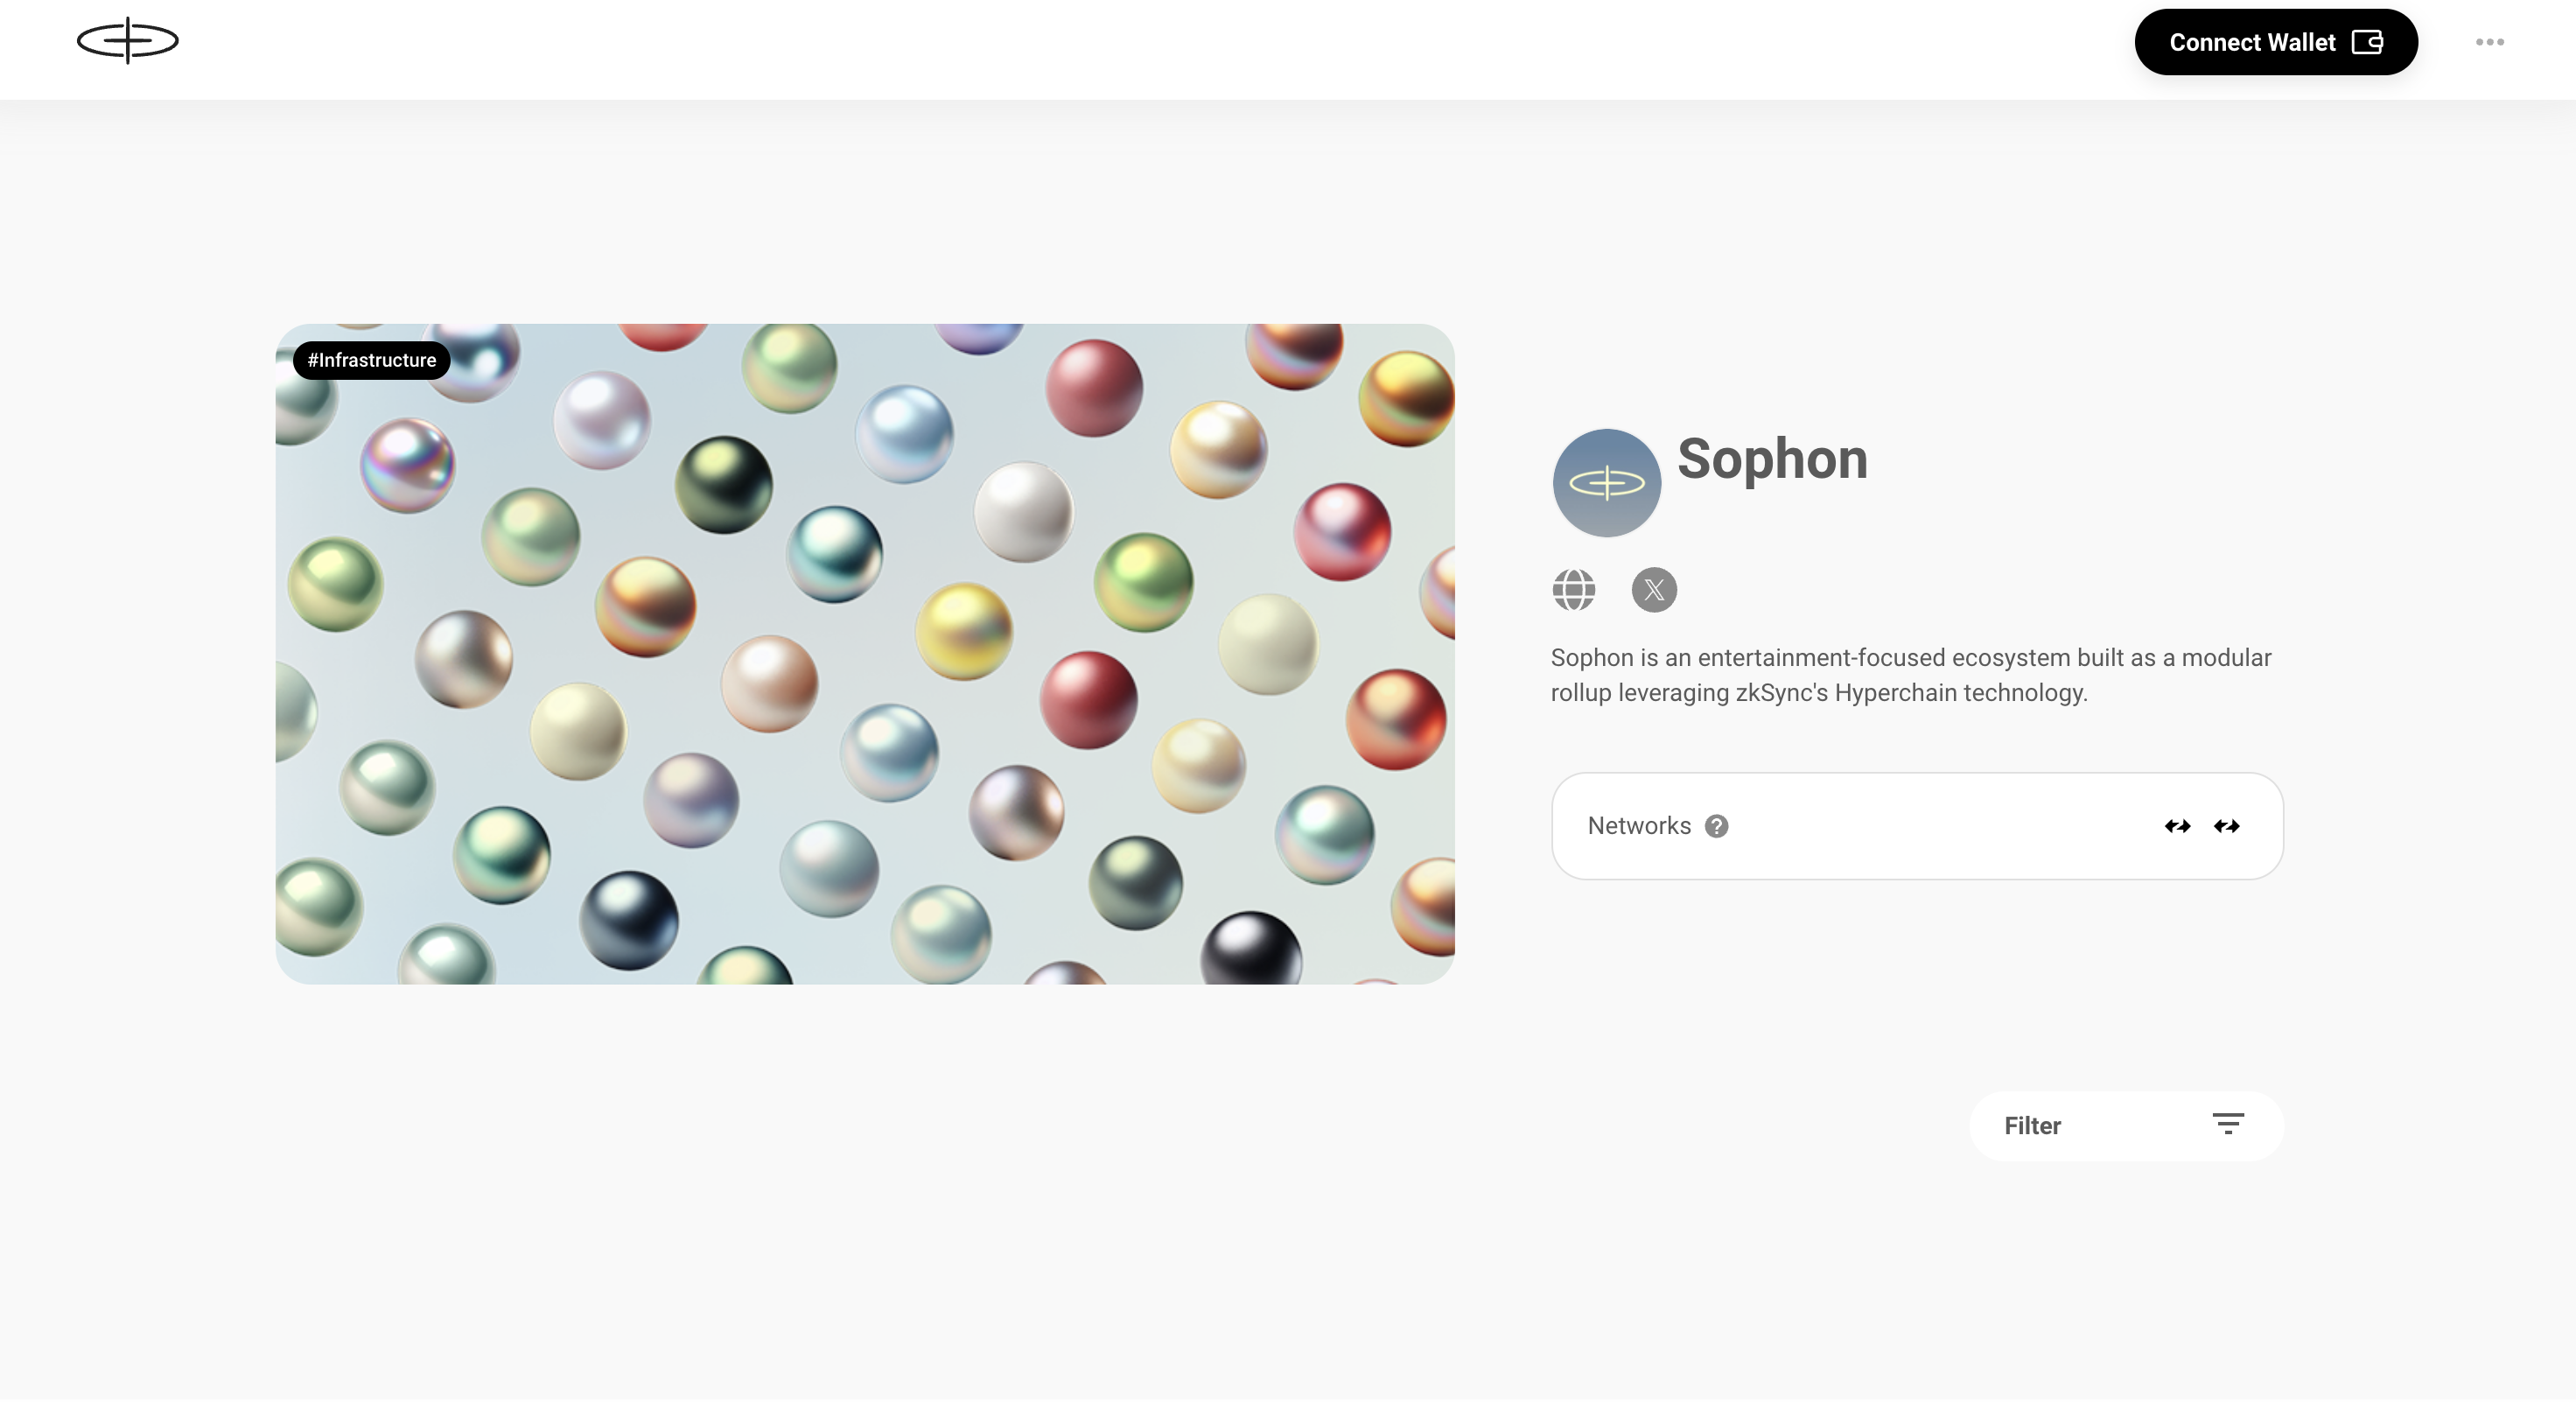 Connect Wallet
#Infrastructure
Sophon
Sophon is an entertainment-focused ecosystem built as a modular
rollup leveraging zkSync's Hyperchain technology.
Networks
Filter